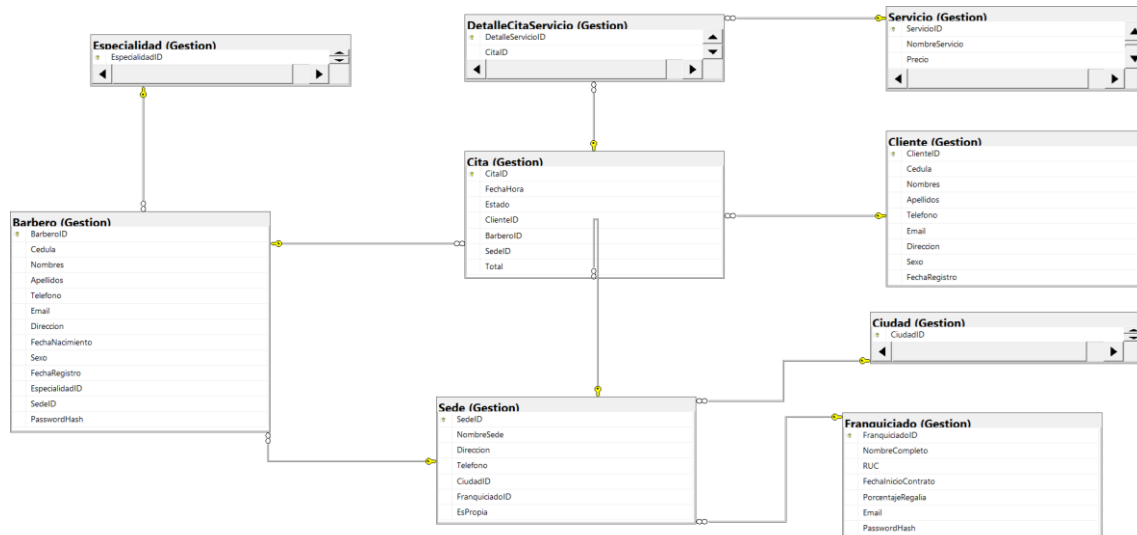 Especialidad (Gestion)
EspecialidadID
DetalleCitaServicio (Gestion)
DetalleServicioID
CitaID
Servicio (Gestion)
ServicioID
NombreServicio
Precio
Cita (Gestion)
CitaID
FechaHora
Estado
ClienteID
BarberoID
SedeID
Total
Cliente (Gestion)
ClienteID
Cedula
Nombres
Apellidos
Telefono
Email
Direccion
Sexo
FechaRegistro
Barbero (Gestion)
BarberoID
Cedula
Nombres
Apellidos
Telefono
Email
Direccion
FechaNacimiento
Sexo
FechaRegistro
EspecialidadID
SedeID
PasswordHash
Ciudad (Gestion)
CiudadID
Sede (Gestion)
SedeID
NombreSede
Direccion
Telefono
CiudadID
FranquiciadoID
EsPropia
Franquiciado (Gestion)
FranquiciadoID
NombreCompleto
RUC
FechaInicioContrato
PorcentajeRegalia
Email
PasswordHash